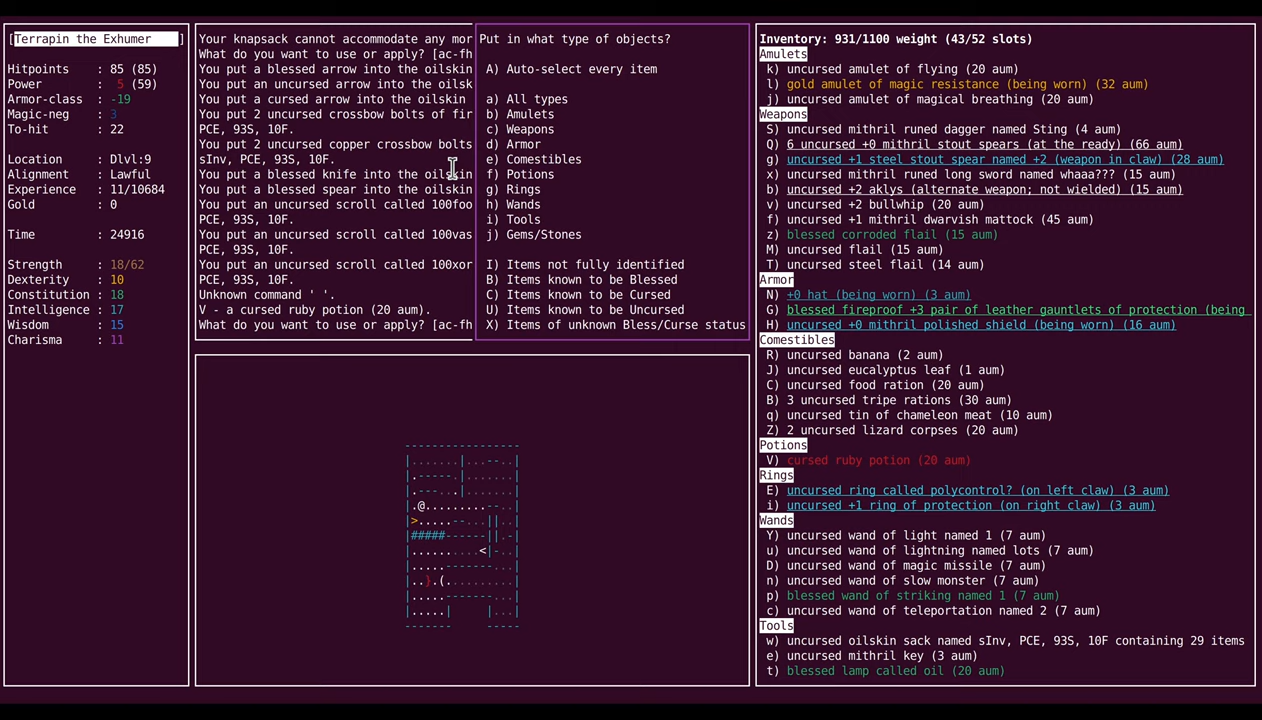 [Terrapin the Exhumer ]
Hitpoints : 85 (85)
Power : 5 (59)
Armor-class : -19
Magic-neg : 3
To-hit : 22
Location : Dlvl:9
Alignment : Lawful
Experience : 11/10684
Gold : 0
Time : 24916
Strength : 18/62
Dexterity : 10
Constitution : 18
Intelligence : 17
Wisdom : 15
Charisma : 11
Your knapsack cannot accommodate any mor
What do you want to use or apply? [ac-fh
You put a blessed arrow into the oilskin
You put an uncursed arrow into the oilsk
You put a cursed arrow into the oilskin
You put 2 uncursed crossbow bolts of fir
PCE, 93S, 10F.
You put 2 uncursed copper crossbow bolts
sInv, PCE, 93S, 10F.
You put a blessed knife into the oilskin
You put a blessed spear into the oilskin
You put an uncursed scroll called 100foo
PCE, 93S, 10F.
You put an uncursed scroll called 100vas
PCE, 93S, 10F.
You put an uncursed scroll called 100xor
PCE, 93S, 10F.
Unknown command ' '.
V - a cursed ruby potion (20 aum).
What do you want to use or apply? [ac-fh
Put in what type of objects?
A) Auto-select every item
a) All types
b) Amulets
c) Weapons
d) Armor
e) Comestibles
f) Potions
g) Rings
h) Wands
i) Tools
j) Gems/Stones
I) Items not fully identified
B) Items known to be Blessed
C) Items known to be Cursed
U) Items known to be Uncursed
X) Items of unknown Bless/Curse status
-----------------
|.......|...--..|
|.-----.|.......|
|.---...|.......|
|.@.........--..|
|>.....--...||..|
|#####------||.-|
|..........<|-..|
|.....-------...|
|..}.(..........|
|.....-------...|
|.....| |...|
------- -----
Inventory: 931/1100 weight (43/52 slots)
Amulets
k) uncursed amulet of flying (20 aum)
l) gold amulet of magic resistance (being worn) (32 aum)
j) uncursed amulet of magical breathing (20 aum)
Weapons
S) uncursed mithril runed dagger named Sting (4 aum)
Q) 6 uncursed +0 mithril stout spears (at the ready) (66 aum)
g) uncursed +1 steel stout spear named +2 (weapon in claw) (28 aum)
x) uncursed mithril runed long sword named whaaa??? (15 aum)
b) uncursed +2 aklys (alternate weapon; not wielded) (15 aum)
v) uncursed +2 bullwhip (20 aum)
f) uncursed +1 mithril dwarvish mattock (45 aum)
z) blessed corroded flail (15 aum)
M) uncursed flail (15 aum)
T) uncursed steel flail (14 aum)
Armor
N) +0 hat (being worn) (3 aum)
G) blessed fireproof +3 pair of leather gauntlets of protection (being
H) uncursed +0 mithril polished shield (being worn) (16 aum)
Comestibles
R) uncursed banana (2 aum)
J) uncursed eucalyptus leaf (1 aum)
C) uncursed food ration (20 aum)
B) 3 uncursed tripe rations (30 aum)
q) uncursed tin of chameleon meat (10 aum)
Z) 2 uncursed lizard corpses (20 aum)
Potions
V) cursed ruby potion (20 aum)
Rings
E) uncursed ring called polycontrol? (on left claw) (3 aum)
i) uncursed +1 ring of protection (on right claw) (3 aum)
Wands
Y) uncursed wand of light named 1 (7 aum)
u) uncursed wand of lightning named lots (7 aum)
D) uncursed wand of magic missile (7 aum)
n) uncursed wand of slow monster (7 aum)
p) blessed wand of striking named 1 (7 aum)
c) uncursed wand of teleportation named 2 (7 aum)
Tools
w) uncursed oilskin sack named sInv, PCE, 93S, 10F containing 29 items
e) uncursed mithril key (3 aum)
t) blessed lamp called oil (20 aum)